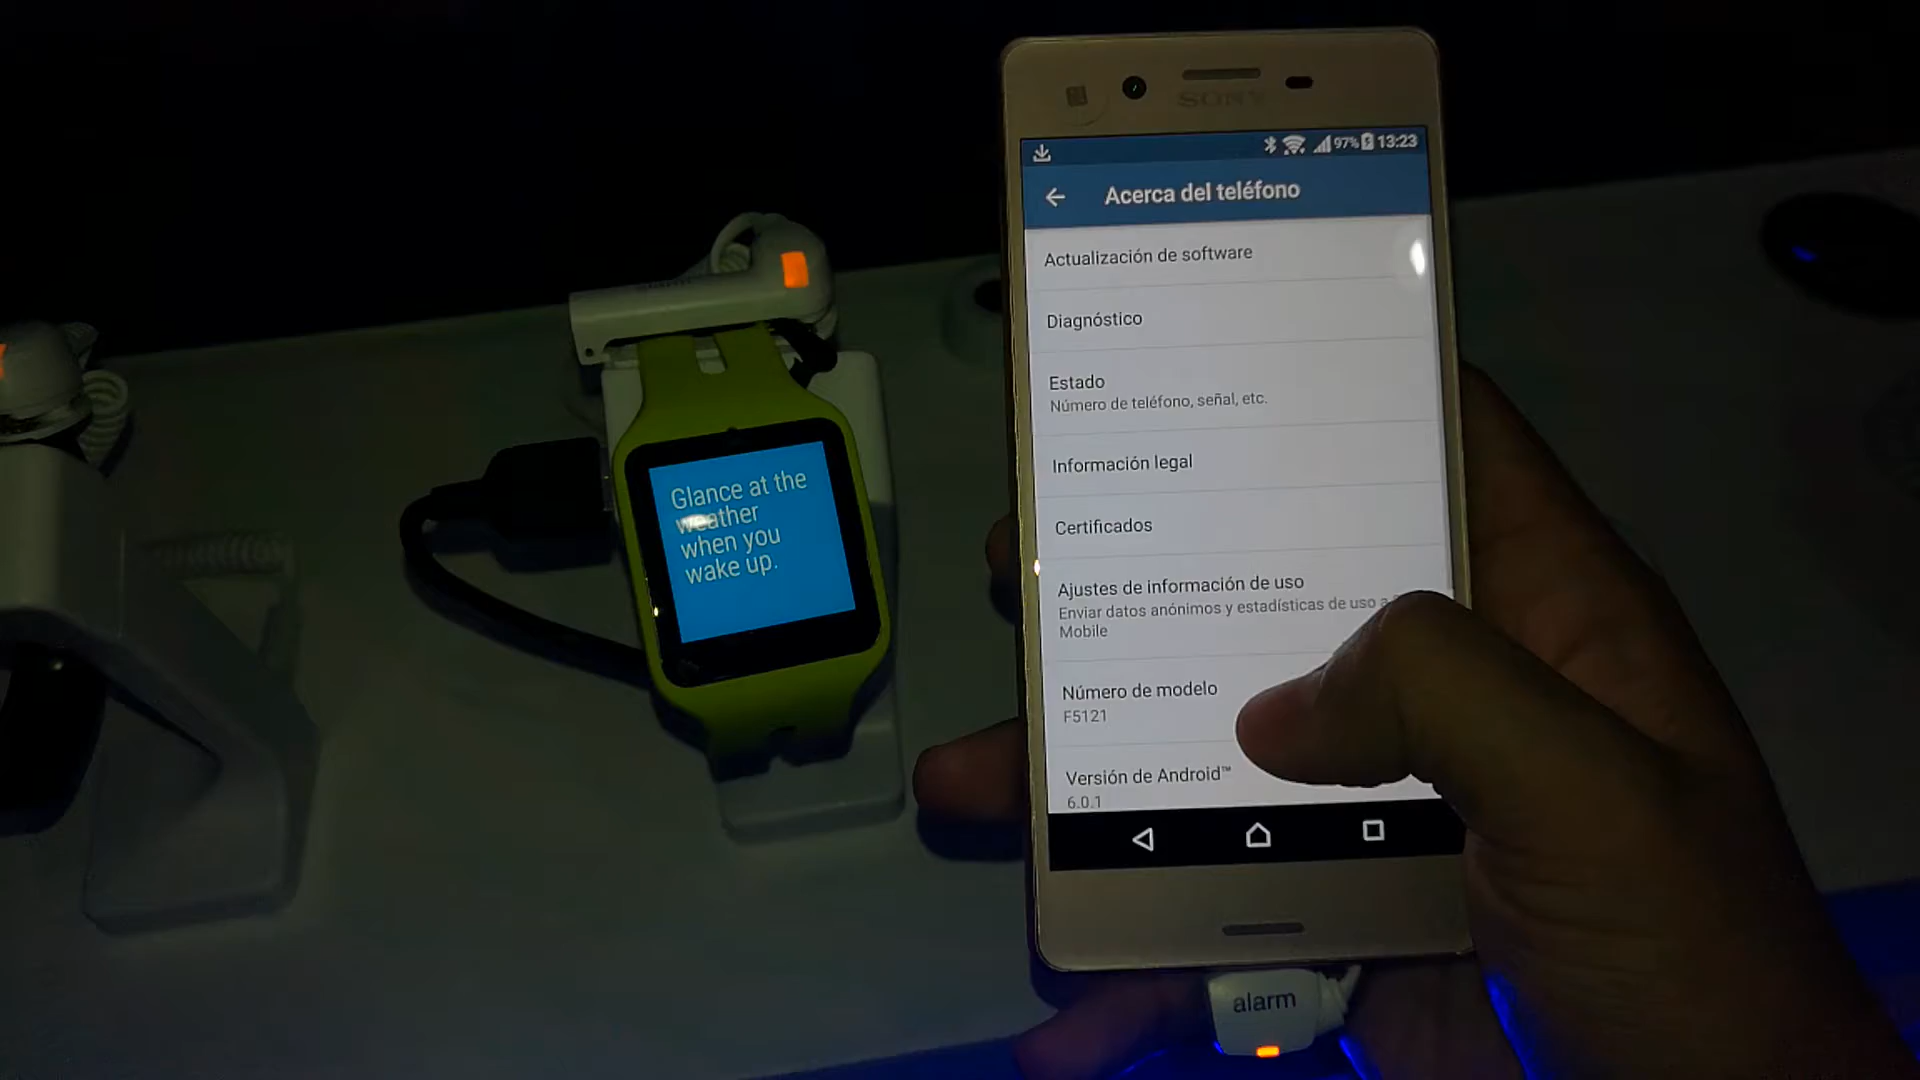 SONY
97% 13:23
Acerca del teléfono
Actualización de software
Diagnóstico
Estado
Número de teléfono, señal, etc.
Información legal
Certificados
Ajustes de información de uso
Enviar datos anónimos y estadísticas de uso a
Mobile
Número de modelo
F5121
Versión de Android™
6.0.1
alarm
Glance at the
weather
when you
wake up.